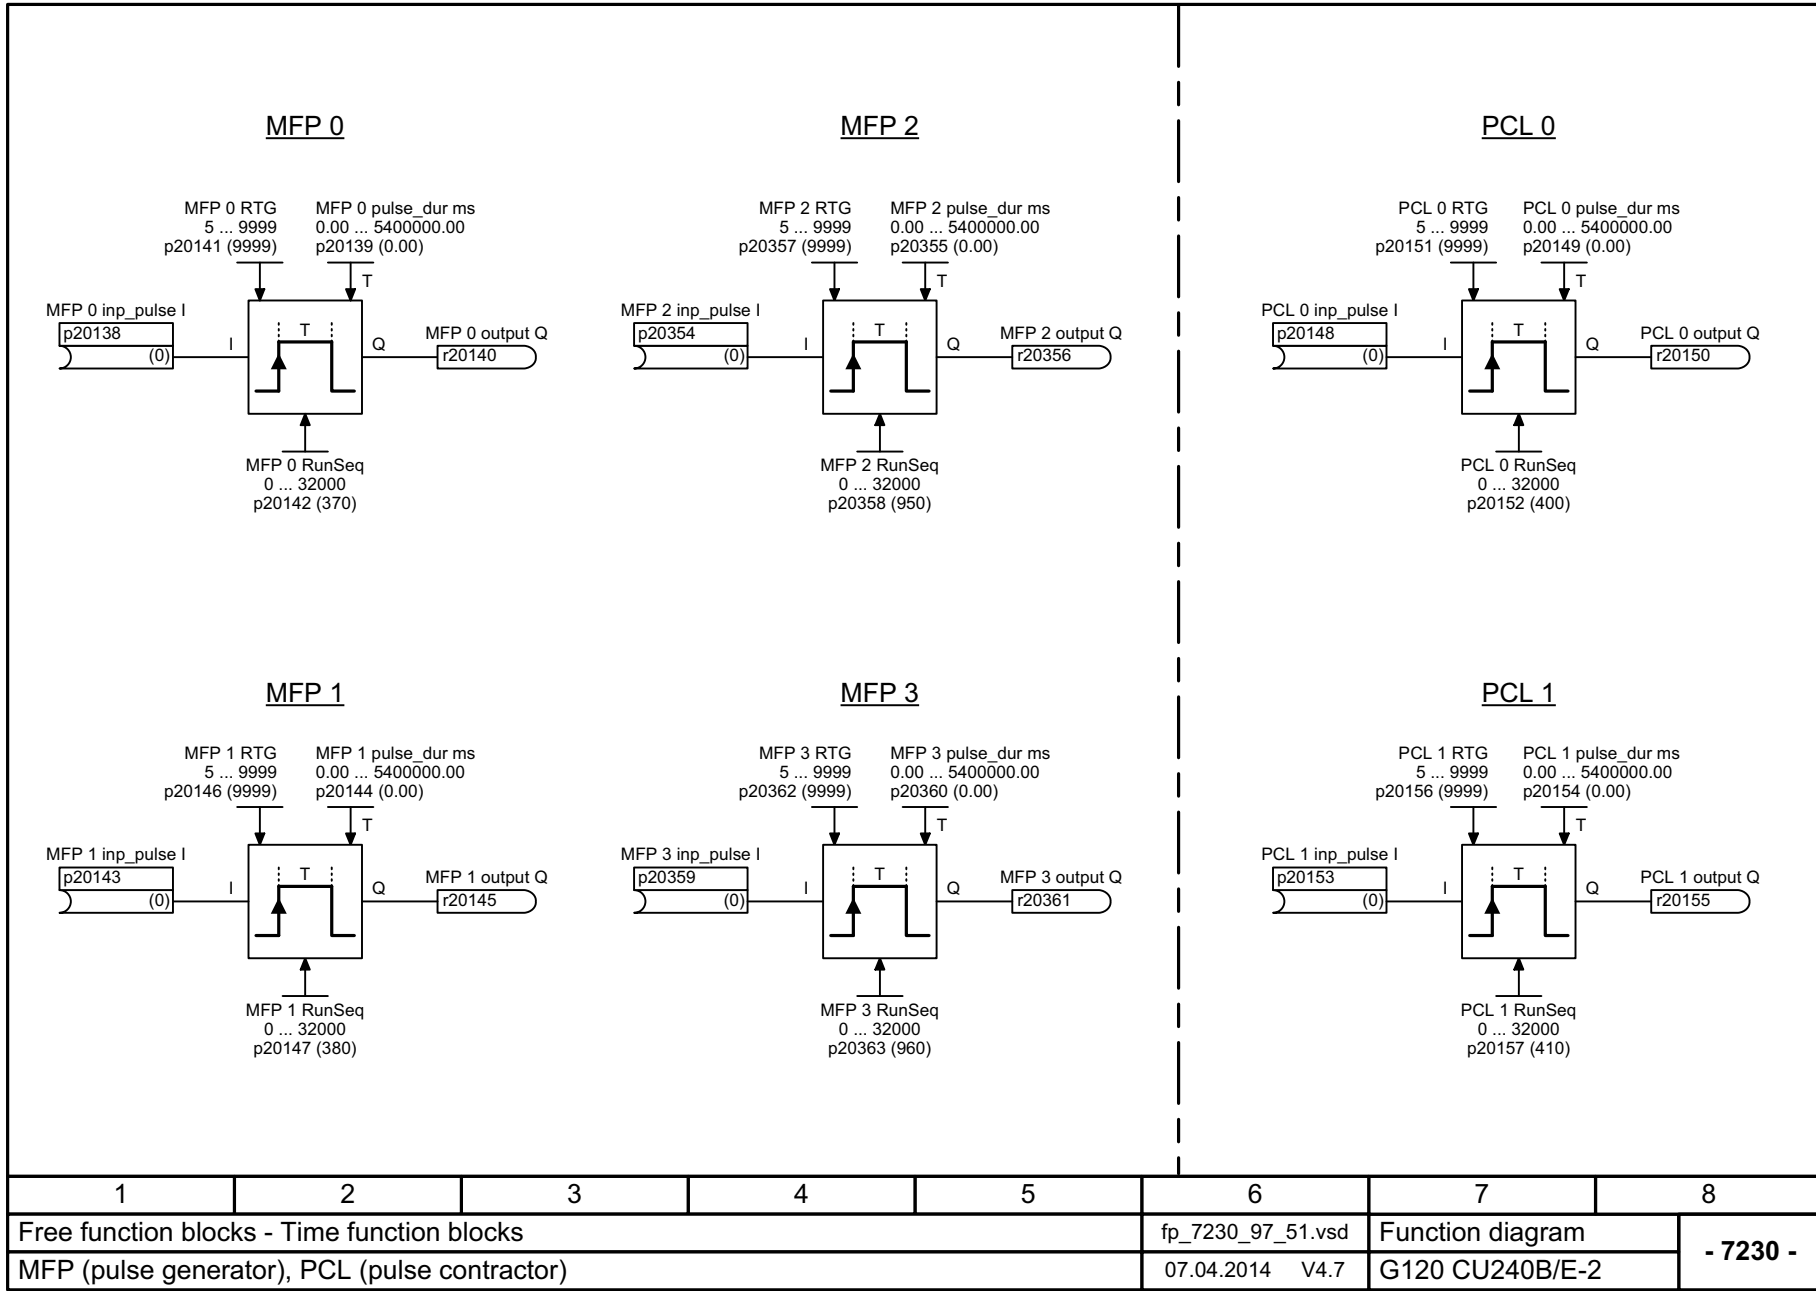 MFP 0
MFP 0 RTG
5 ... 9999
p20141 (9999)
MFP 0 pulse_dur ms
0.00 ... 5400000.00
p20139 (0.00)
T
MFP 0 inp_pulse I
p20138
(0)
I
T
Q
MFP 0 output Q
r20140
MFP 0 RunSeq
0 ... 32000
p20142 (370)
MFP 2
MFP 2 RTG
5 ... 9999
p20357 (9999)
MFP 2 pulse_dur ms
0.00 ... 5400000.00
p20355 (0.00)
T
MFP 2 inp_pulse I
p20354
(0)
I
T
Q
MFP 2 output Q
r20356
MFP 2 RunSeq
0 ... 32000
p20358 (950)
PCL 0
PCL 0 RTG
5 ... 9999
p20151 (9999)
PCL 0 pulse_dur ms
0.00 ... 5400000.00
p20149 (0.00)
T
PCL 0 inp_pulse I
p20148
(0)
I
T
Q
PCL 0 output Q
r20150
PCL 0 RunSeq
0 ... 32000
p20152 (400)
MFP 1
MFP 1 RTG
5 ... 9999
p20146 (9999)
MFP 1 pulse_dur ms
0.00 ... 5400000.00
p20144 (0.00)
T
MFP 1 inp_pulse I
p20143
(0)
I
T
Q
MFP 1 output Q
r20145
MFP 1 RunSeq
0 ... 32000
p20147 (380)
MFP 3
MFP 3 RTG
5 ... 9999
p20362 (9999)
MFP 3 pulse_dur ms
0.00 ... 5400000.00
p20360 (0.00)
T
MFP 3 inp_pulse I
p20359
(0)
I
T
Q
MFP 3 output Q
r20361
MFP 3 RunSeq
0 ... 32000
p20363 (960)
PCL 1
PCL 1 RTG
5 ... 9999
p20156 (9999)
PCL 1 pulse_dur ms
0.00 ... 5400000.00
p20154 (0.00)
T
PCL 1 inp_pulse I
p20153
(0)
I
T
Q
PCL 1 output Q
r20155
PCL 1 RunSeq
0 ... 32000
p20157 (410)
1 2 3 4 5 6 7 8
Free function blocks - Time function blocks
fp_7230_97_51.vsd
Function diagram
- 7230 -
MFP (pulse generator), PCL (pulse contractor)
07.04.2014 V4.7
G120 CU240B/E-2